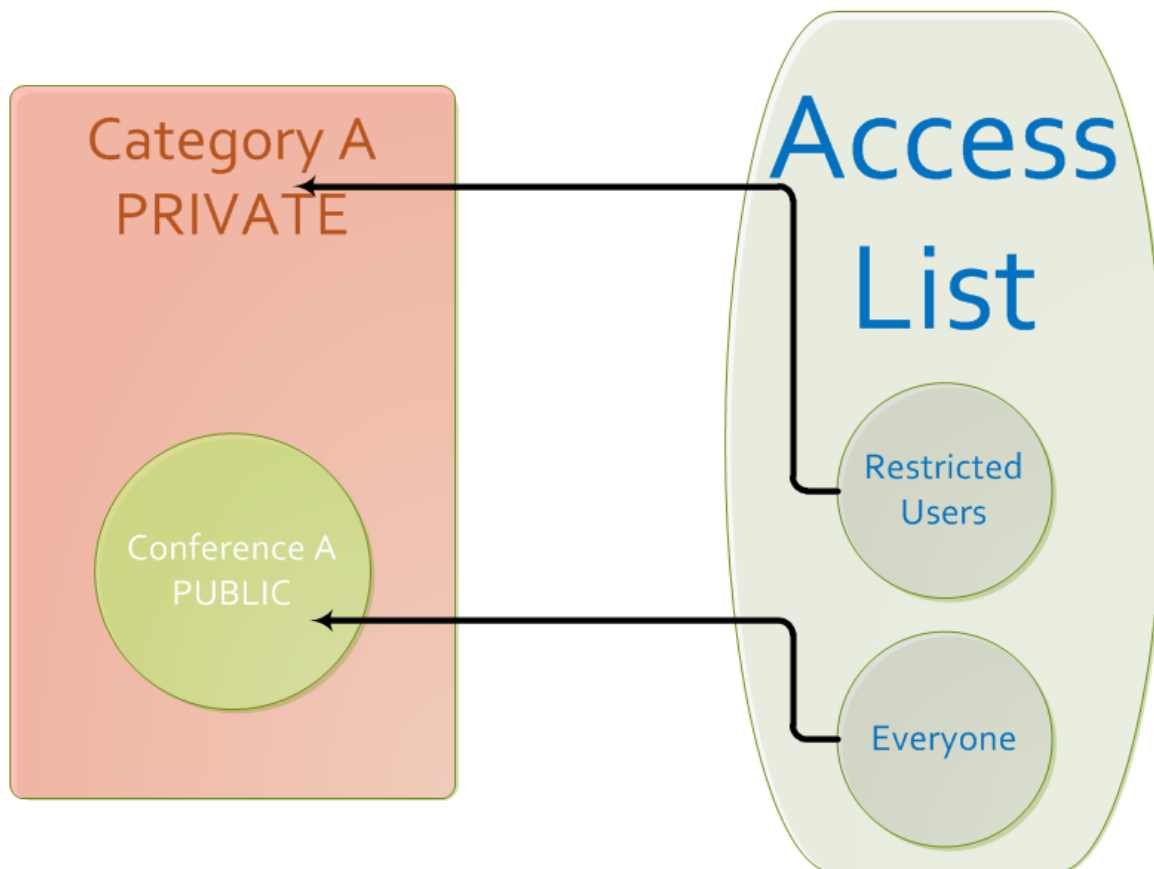 Category A
PRIVATE
Conference A
PUBLIC
Access
List
Restricted
Users
Everyone